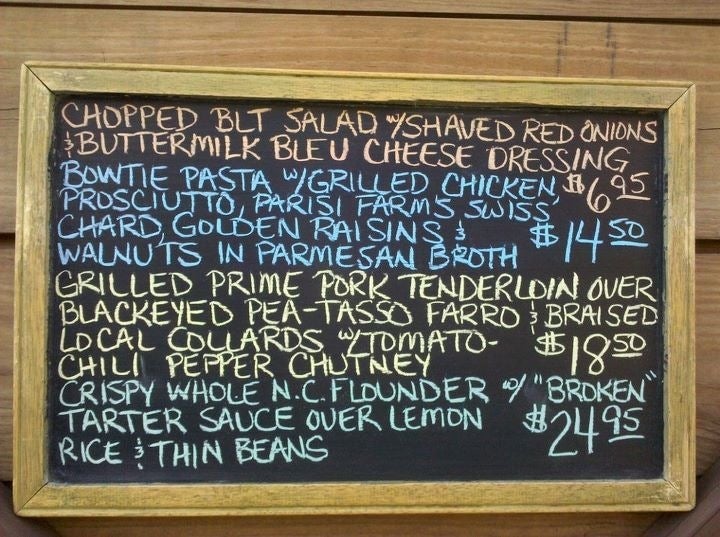 CHOPPED BLT SALAD W/SHAVED RED ONIONS
& BUTTERMILK BLEU CHEESE DRESSING
BOWTIE PASTA W/GRILLED CHICKEN, $6.95
PROSCIUTTO, PARISI FARMS SWISS
CHARD, GOLDEN RAISINS & $14.50
WALNUTS IN PARMESAN BROTH
GRILLED PRIME PORK TENDERLOIN OVER
BLACKEYED PEA-TASSO FARRO & BRAISED
LOCAL COLLARDS W/TOMATO- $18.50
CHILI PEPPER CHUTNEY
CRISPY WHOLE N.C. FLOUNDER W/ "BROKEN"
TARTER SAUCE OVER LEMON $24.95
RICE & THIN BEANS